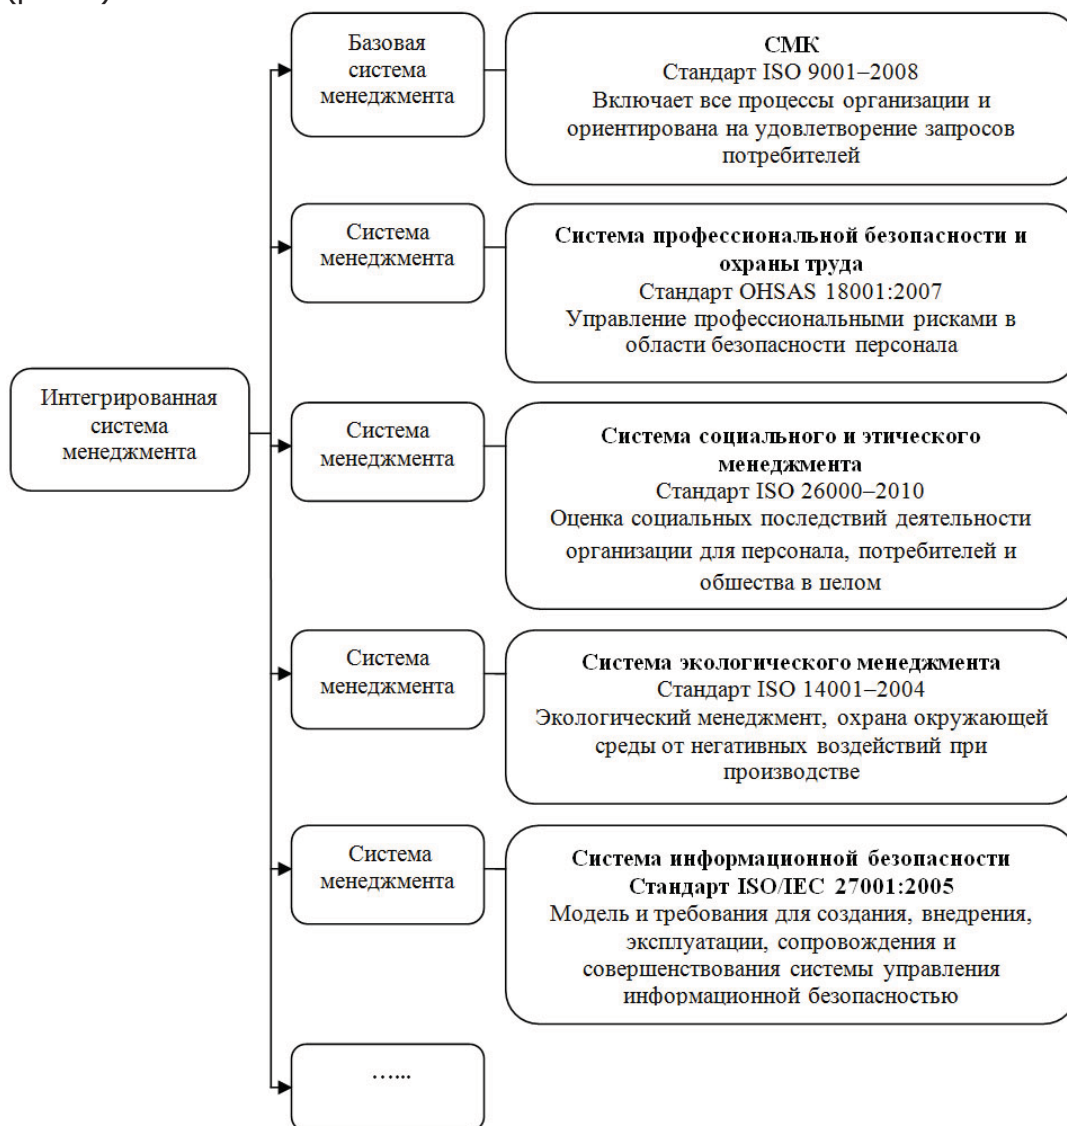 Базовая
система
менеджмента
СМК
Стандарт ISO 9001–2008
Включает все процессы организации и
ориентирована на удовлетворение запросов
потребителей
Система
менеджмента
Система профессиональной безопасности и
охраны труда
Стандарт OHSAS 18001:2007
Управление профессиональными рисками в
области безопасности персонала
Интегрированная
система
менеджмента
Система
менеджмента
Система социального и этического
менеджмента
Стандарт ISO 26000–2010
Оценка социальных последствий деятельности
организации для персонала, потребителей и
общества в целом
Система
менеджмента
Система экологического менеджмента
Стандарт ISO 14001–2004
Экологический менеджмент, охрана окружающей
среды от негативных воздействий при
производстве
Система
менеджмента
Система информационной безопасности
Стандарт ISO/IEC 27001:2005
Модель и требования для создания, внедрения,
эксплуатации, сопровождения и
совершенствования системы управления
информационной безопасностью
…...